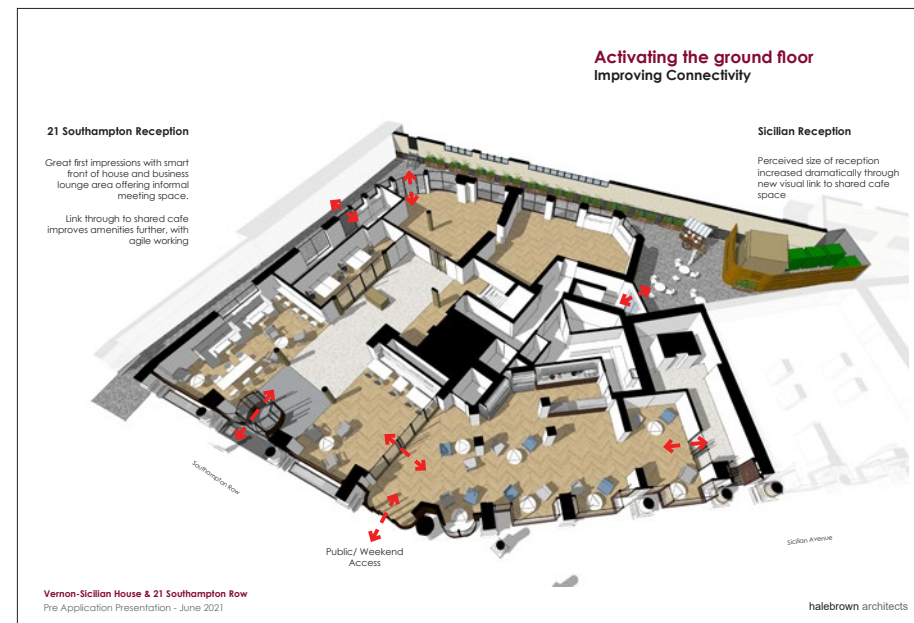 Activating the ground floor
Improving Connectivity
21 Southampton Reception
Great first impressions with smart
front of house and business
lounge area offering informal
meeting space.
Link through to shared cafe
improves amenities further, with
agile working
Sicilian Reception
Perceived size of reception
increased dramatically through
new visual link to shared cafe
space
Southampton Row
Public/ Weekend
Access
Sicilian Avenue
Vernon-Sicilian House & 21 Southampton Row
Pre Application Presentation - June 2021
halebrown architects